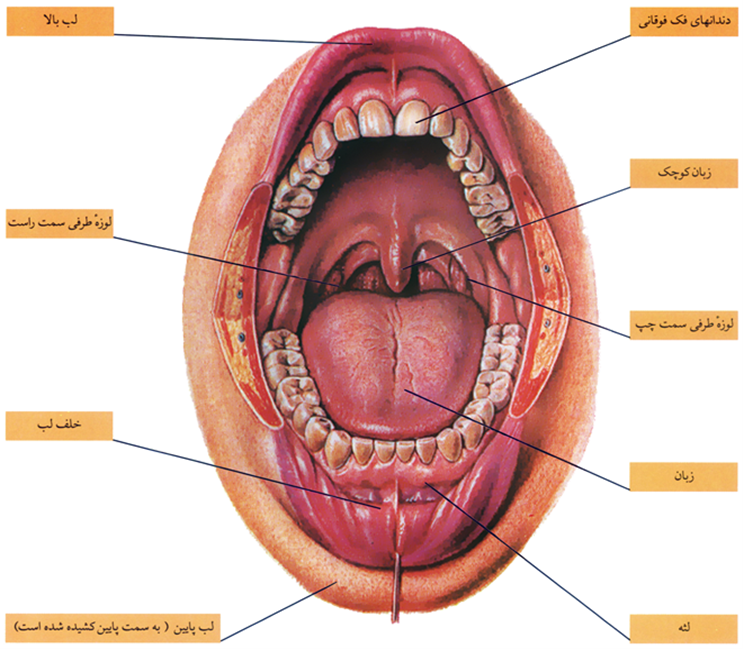 دندانهای فک فوقانی
لب بالا
زبان کوچک
لوزهٔ طرفی سمت راست
لوزهٔ طرفی سمت چپ
خلف لب
زبان
لثه
لب پایین ( به سمت پایین کشیده شده است)